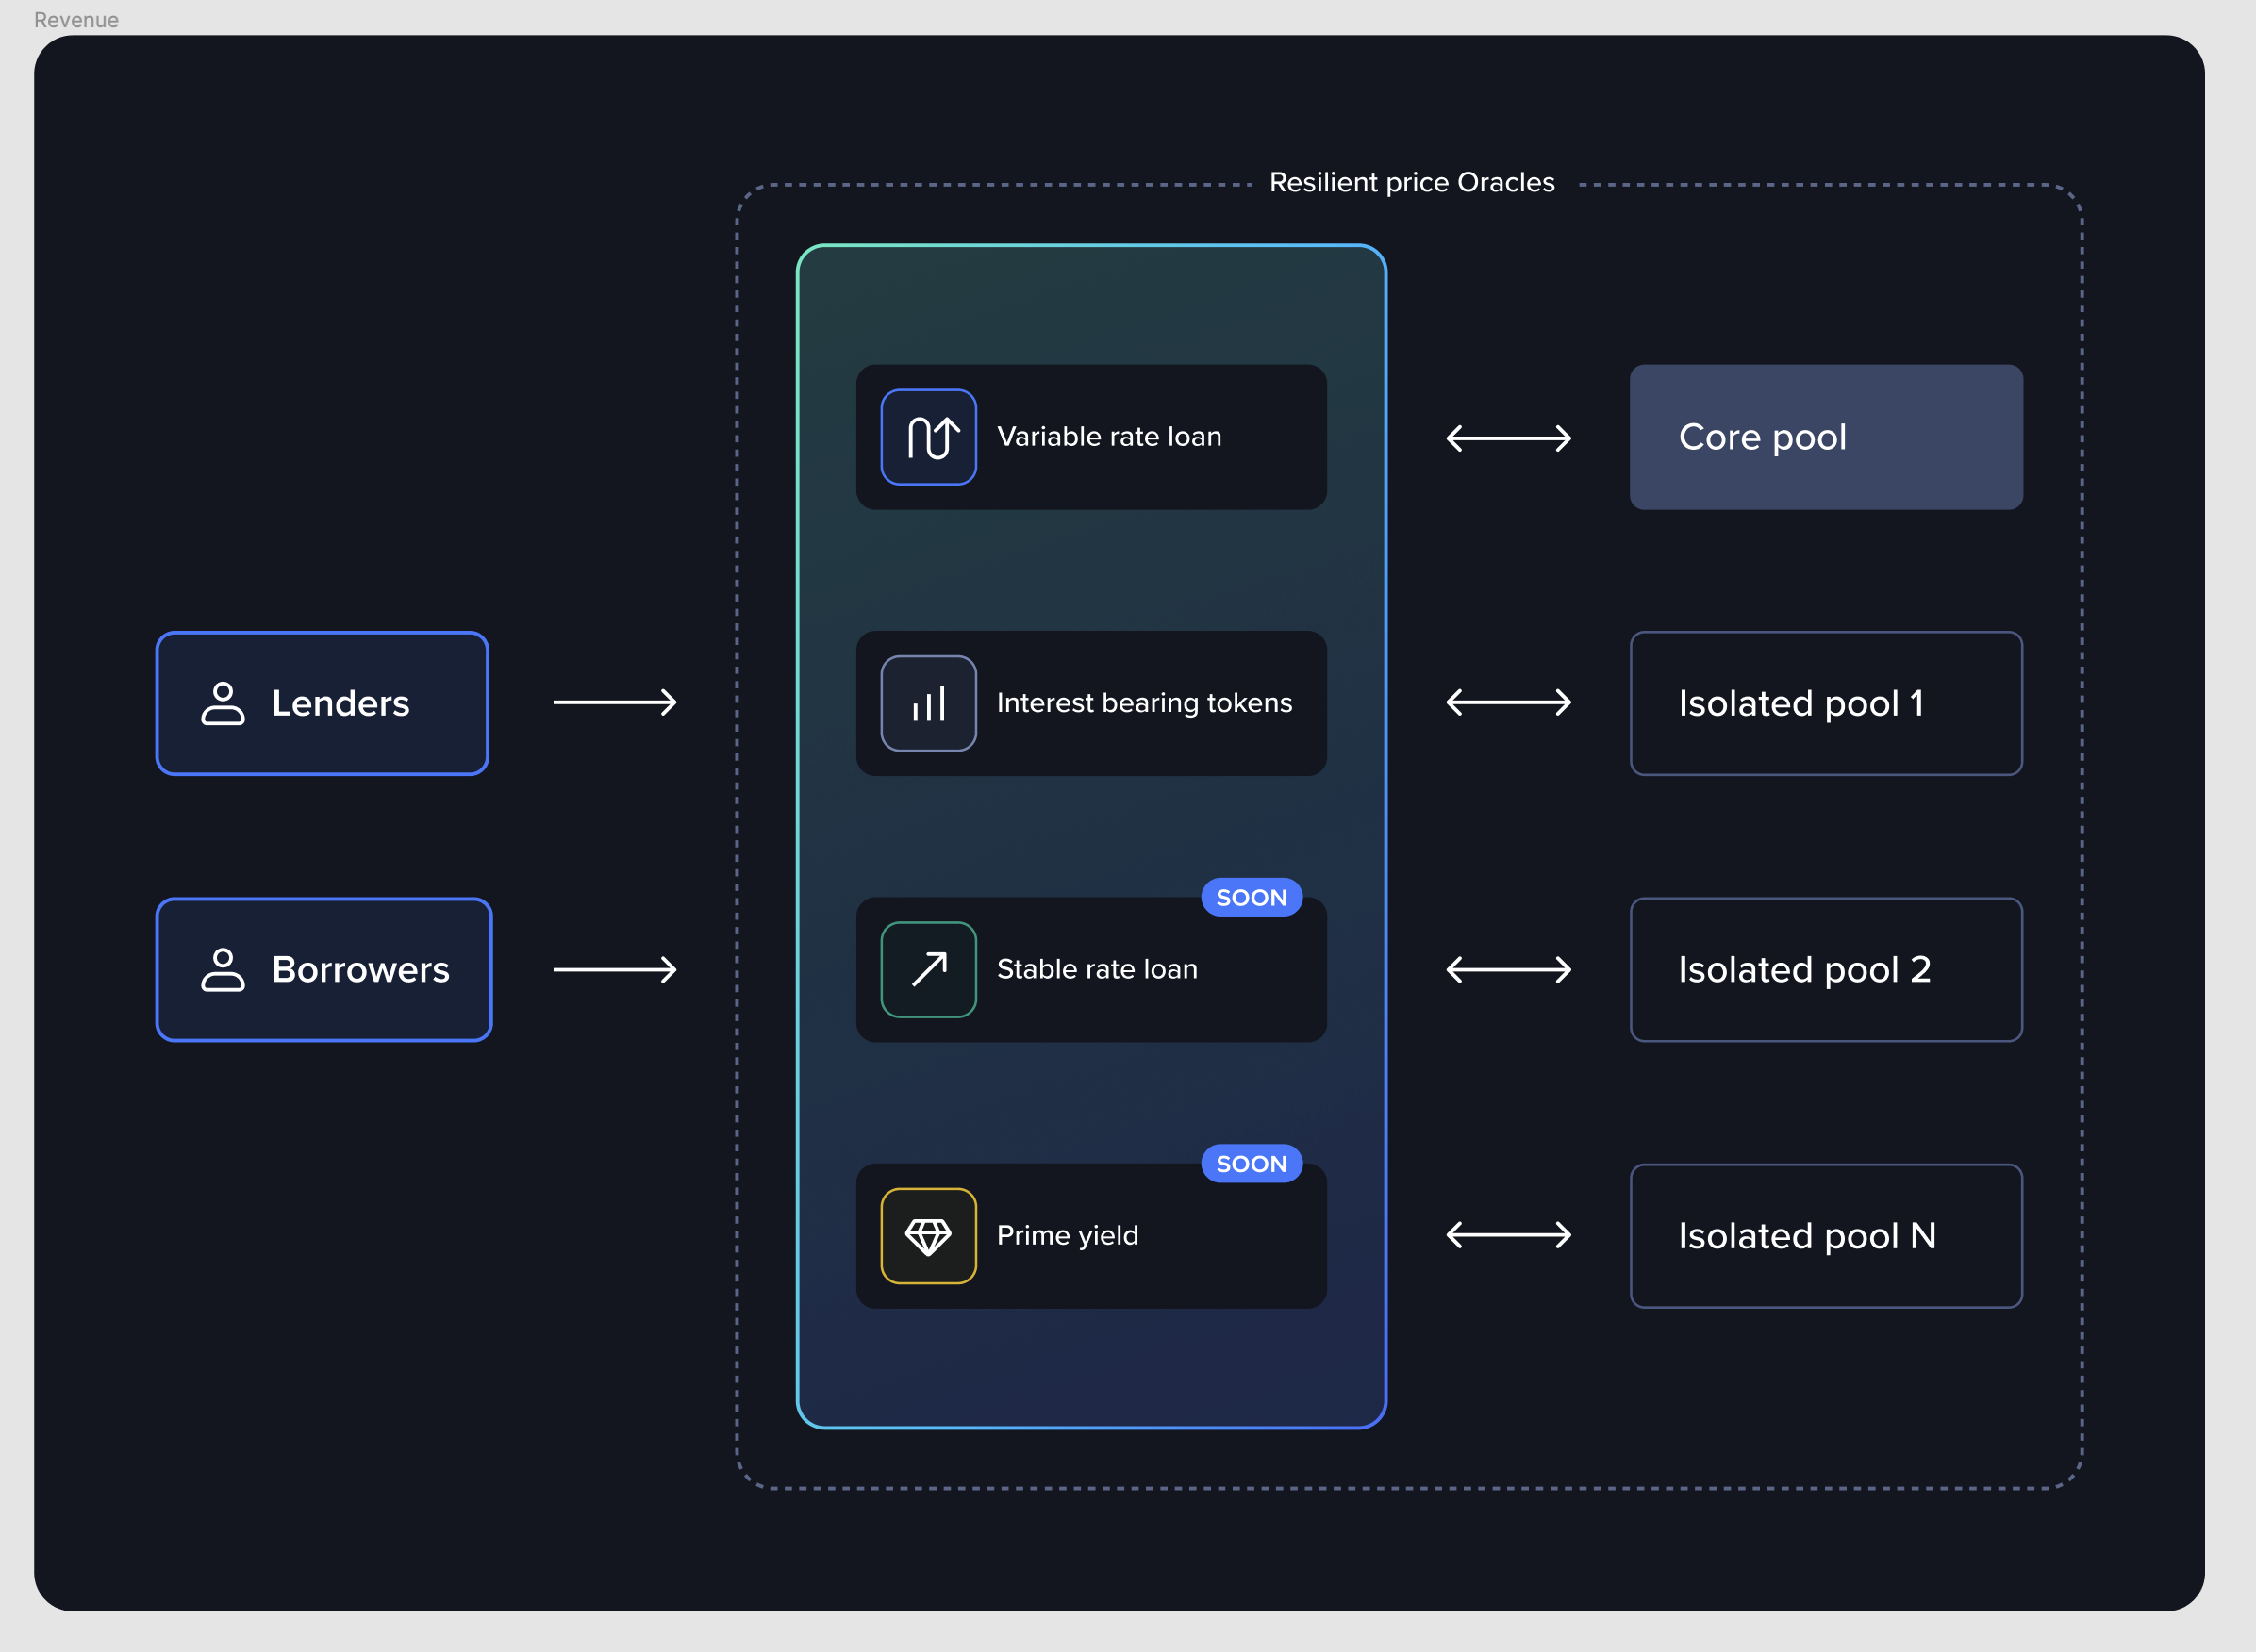 Revenue
Resilient price Oracles
Variable rate loan
Core pool
Lenders
Interest bearing tokens
Isolated pool 1
SOON
Borrowers
Stable rate loan
Isolated pool 2
SOON
Prime yield
Isolated pool N